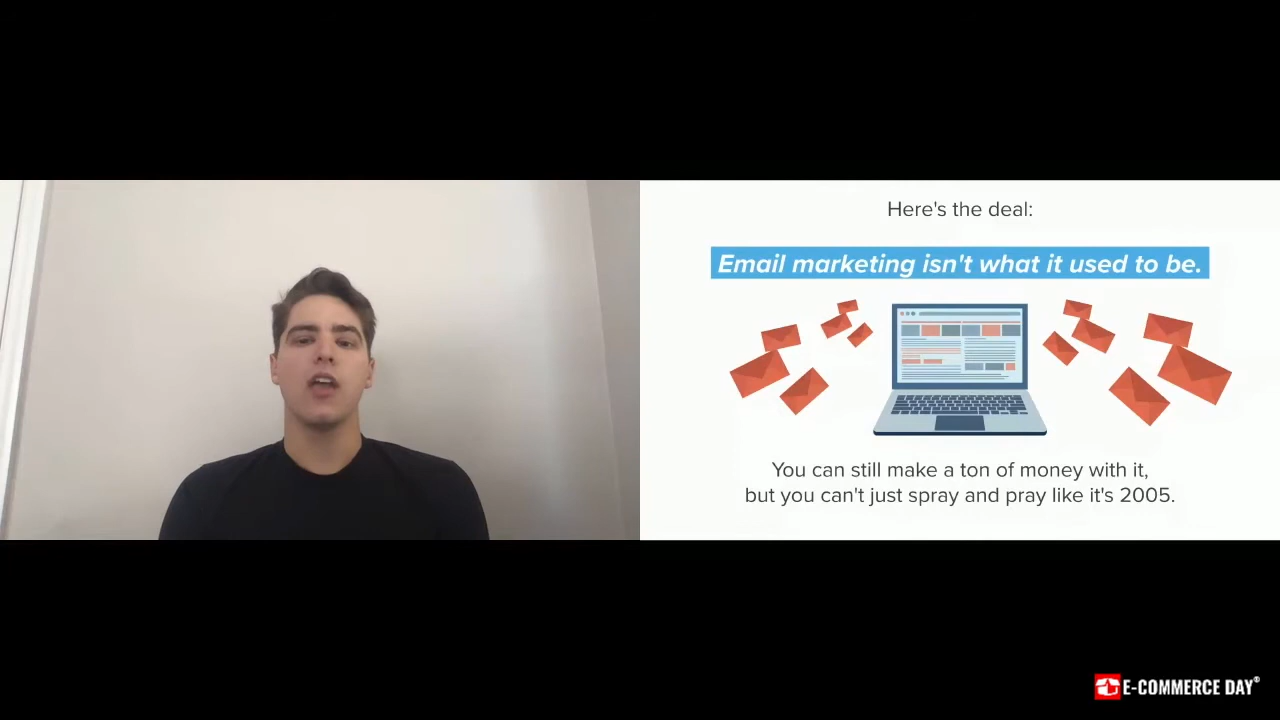 Here's the deal:
Email marketing isn't what it used to be.
You can still make a ton of money with it,
but you can't just spray and pray like it's 2005.
E-COMMERCE DAY®